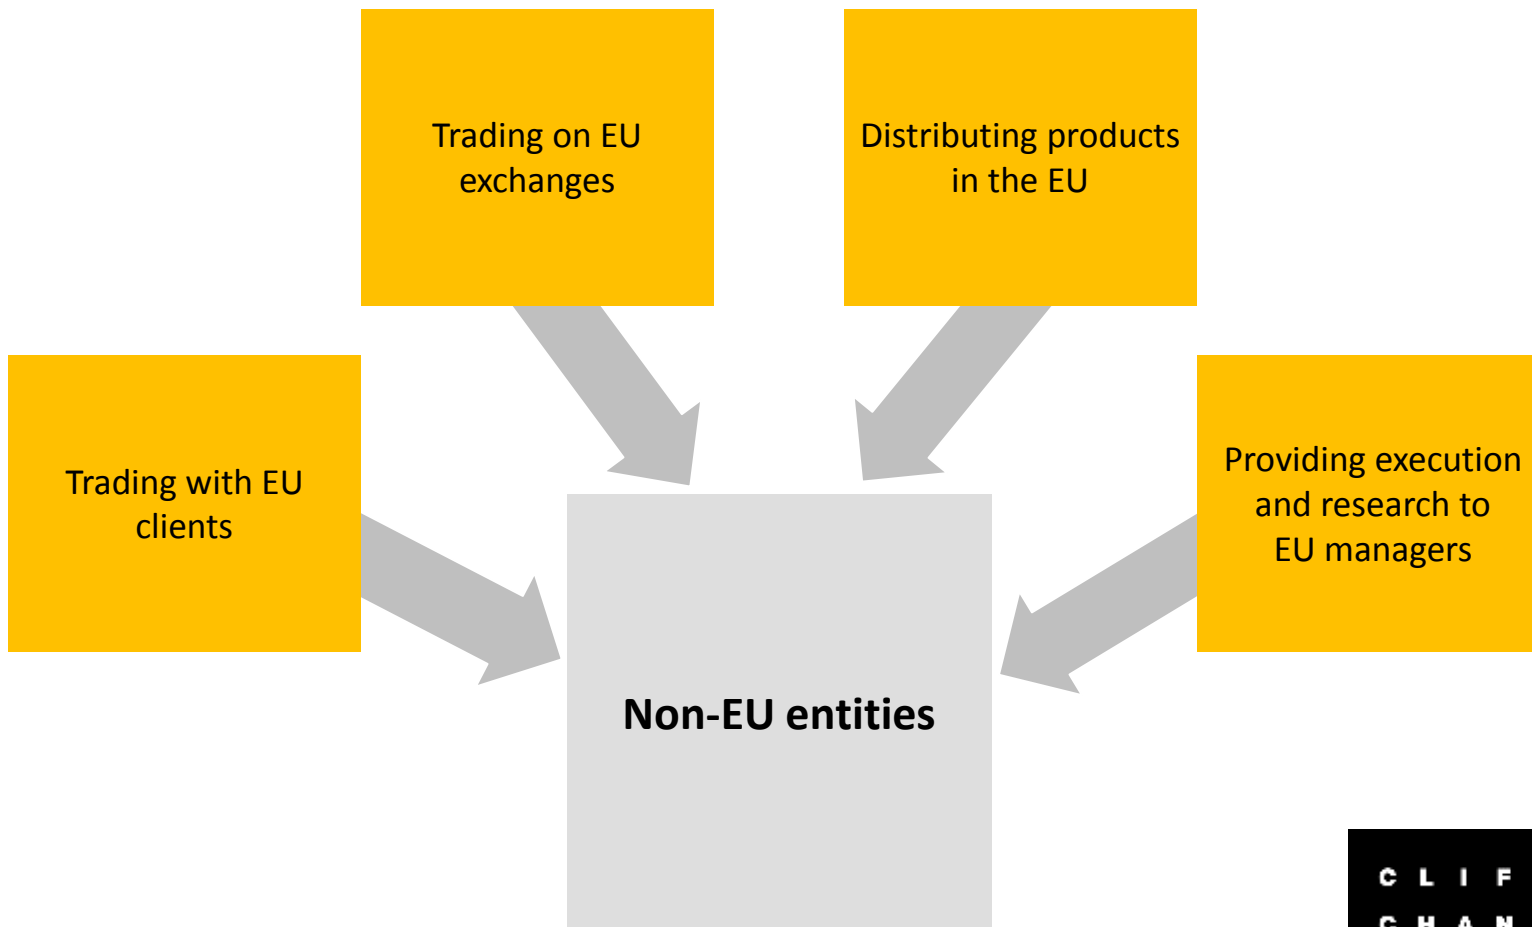 Trading on EU
exchanges
Distributing products
in the EU
Trading with EU
clients
Providing execution
and research to
EU managers
Non-EU entities
C L I F
C H A N